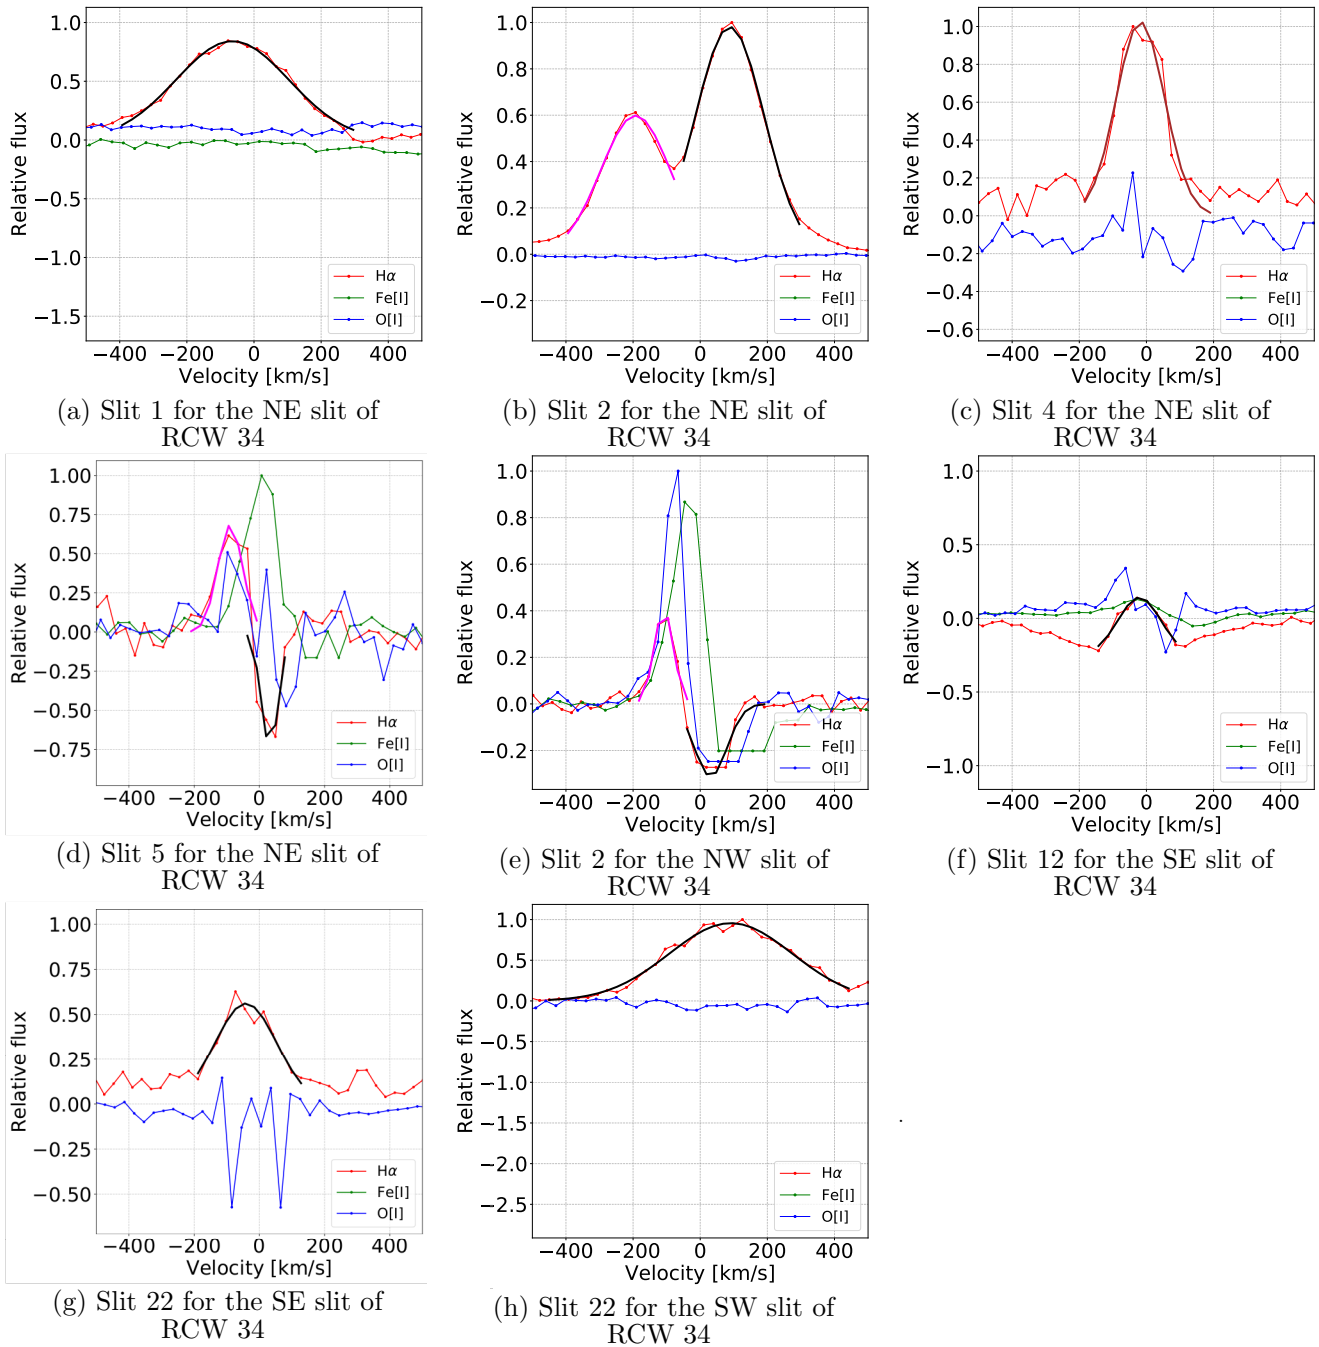 1.0
0.5
0.0
−0.5
−1.0
−1.5
Relative flux
Hα
Fe[I]
O[I]
−400 −200 0 200 400
Velocity [km/s]
(a) Slit 1 for the NE slit of
RCW 34
1.0
0.8
0.6
0.4
0.2
0.0
−0.2
Relative flux
Hα
Fe[I]
O[I]
−400 −200 0 200 400
Velocity [km/s]
(b) Slit 2 for the NE slit of
RCW 34
1.0
0.8
0.6
0.4
0.2
0.0
−0.2
−0.4
−0.6
Relative flux
Hα
Fe[I]
O[I]
−400 −200 0 200 400
Velocity [km/s]
(c) Slit 4 for the NE slit of
RCW 34
1.00
0.75
0.50
0.25
0.00
−0.25
−0.50
−0.75
Relative flux
Hα
Fe[I]
O[I]
−400 −200 0 200 400
Velocity [km/s]
(d) Slit 5 for the NE slit of
RCW 34
1.0
0.8
0.6
0.4
0.2
0.0
−0.2
Relative flux
Hα
Fe[I]
O[I]
−400 −200 0 200 400
Velocity [km/s]
(e) Slit 2 for the NW slit of
RCW 34
1.0
0.5
0.0
−0.5
−1.0
Relative flux
Hα
Fe[I]
O[I]
−400 −200 0 200 400
Velocity [km/s]
(f) Slit 12 for the SE slit of
RCW 34
1.00
0.75
0.50
0.25
0.00
−0.25
−0.50
Relative flux
Hα
Fe[I]
O[I]
−400 −200 0 200 400
Velocity [km/s]
(g) Slit 22 for the SE slit of
RCW 34
1.0
0.5
0.0
−0.5
−1.0
−1.5
−2.0
−2.5
Relative flux
Hα
Fe[I]
O[I]
−400 −200 0 200 400
Velocity [km/s]
(h) Slit 22 for the SW slit of
RCW 34
.